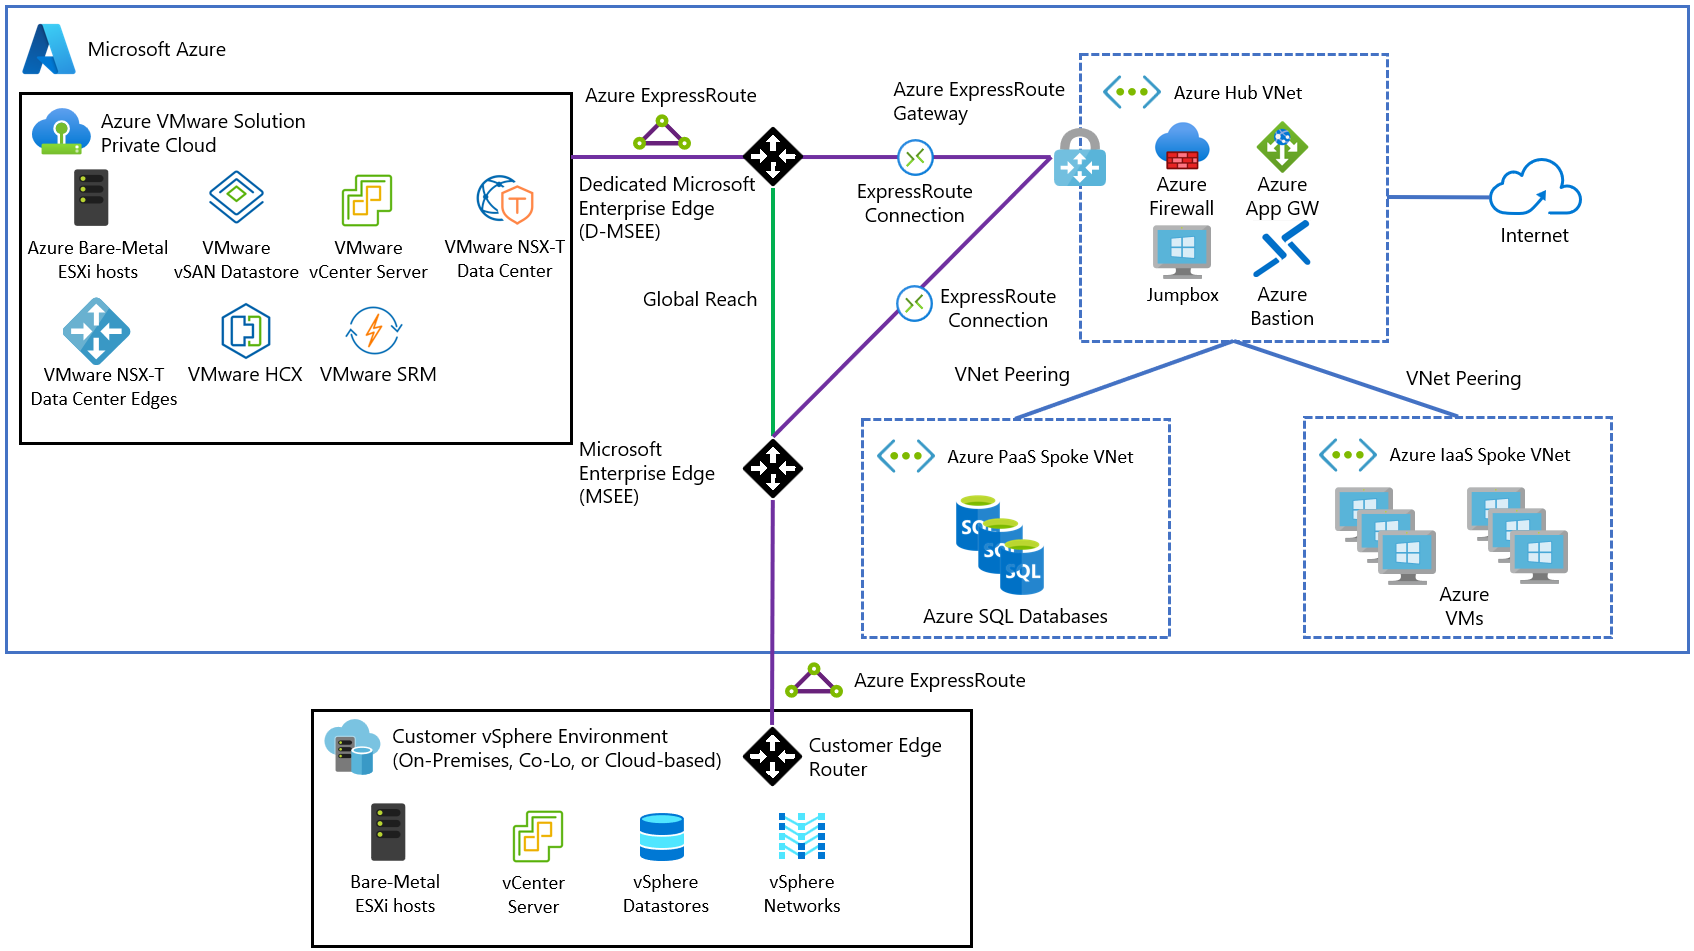 Microsoft Azure
Azure VMware Solution
Private Cloud
Azure Bare-Metal
ESXi hosts
VMware
vSAN Datastore
VMware
vCenter Server
VMware NSX-T
Data Center
VMware NSX-T
Data Center Edges
VMware HCX
VMware SRM
Azure ExpressRoute
Dedicated Microsoft
Enterprise Edge
(D-MSEE)
Global Reach
Microsoft
Enterprise Edge
(MSEE)
Azure ExpressRoute
Gateway
ExpressRoute
Connection
ExpressRoute
Connection
Azure Hub VNet
Azure
Firewall
Azure
App GW
Jumpbox
Azure
Bastion
Internet
VNet Peering
VNet Peering
Azure PaaS Spoke VNet
SQL
SQL
SQL
Azure SQL Databases
Azure IaaS Spoke VNet
Azure
VMs
Azure ExpressRoute
Customer vSphere Environment
(On-Premises, Co-Lo, or Cloud-based)
Customer Edge
Router
Bare-Metal
ESXi hosts
vCenter
Server
vSphere
Datastores
vSphere
Networks